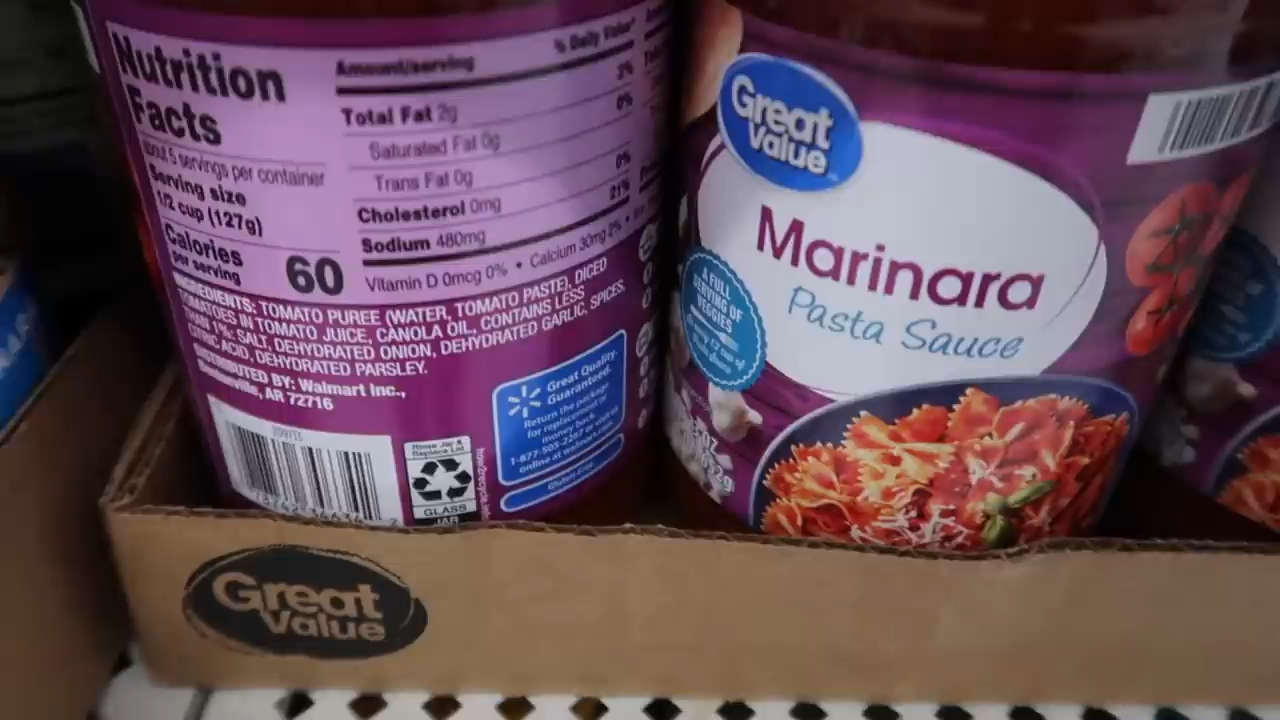 Nutrition
Facts
about 5 servings per container
Serving size
1/2 cup (127g)
Calories
per serving
60
Amount/serving
% Daily Value*
Total Fat 2g
3%
Saturated Fat 0g
0%
Trans Fat 0g
Cholesterol 0mg
0%
Sodium 480mg
21%
Vitamin D 0mcg 0% • Calcium 30mg 2% •
INGREDIENTS: TOMATO PUREE (WATER, TOMATO PASTE), DICED
TOMATOES IN TOMATO JUICE, CANOLA OIL, CONTAINS LESS
THAN 1%: SALT, DEHYDRATED ONION, DEHYDRATED GARLIC, SPICES,
CITRIC ACID, DEHYDRATED PARSLEY.
DISTRIBUTED BY: Walmart Inc.,
Bentonville, AR 72716
Great Quality.
Guaranteed.
Return the package
for replacement or
money back.
1-877-505-2267 or visit us
online at walmart.com
Gluten-Free
Rinse Jar &
Replace Lid
GLASS
JAR
how2recycle.info
Great
Value
Marinara
Pasta Sauce
A FULL
SERVING OF
VEGGIES
Great
Value